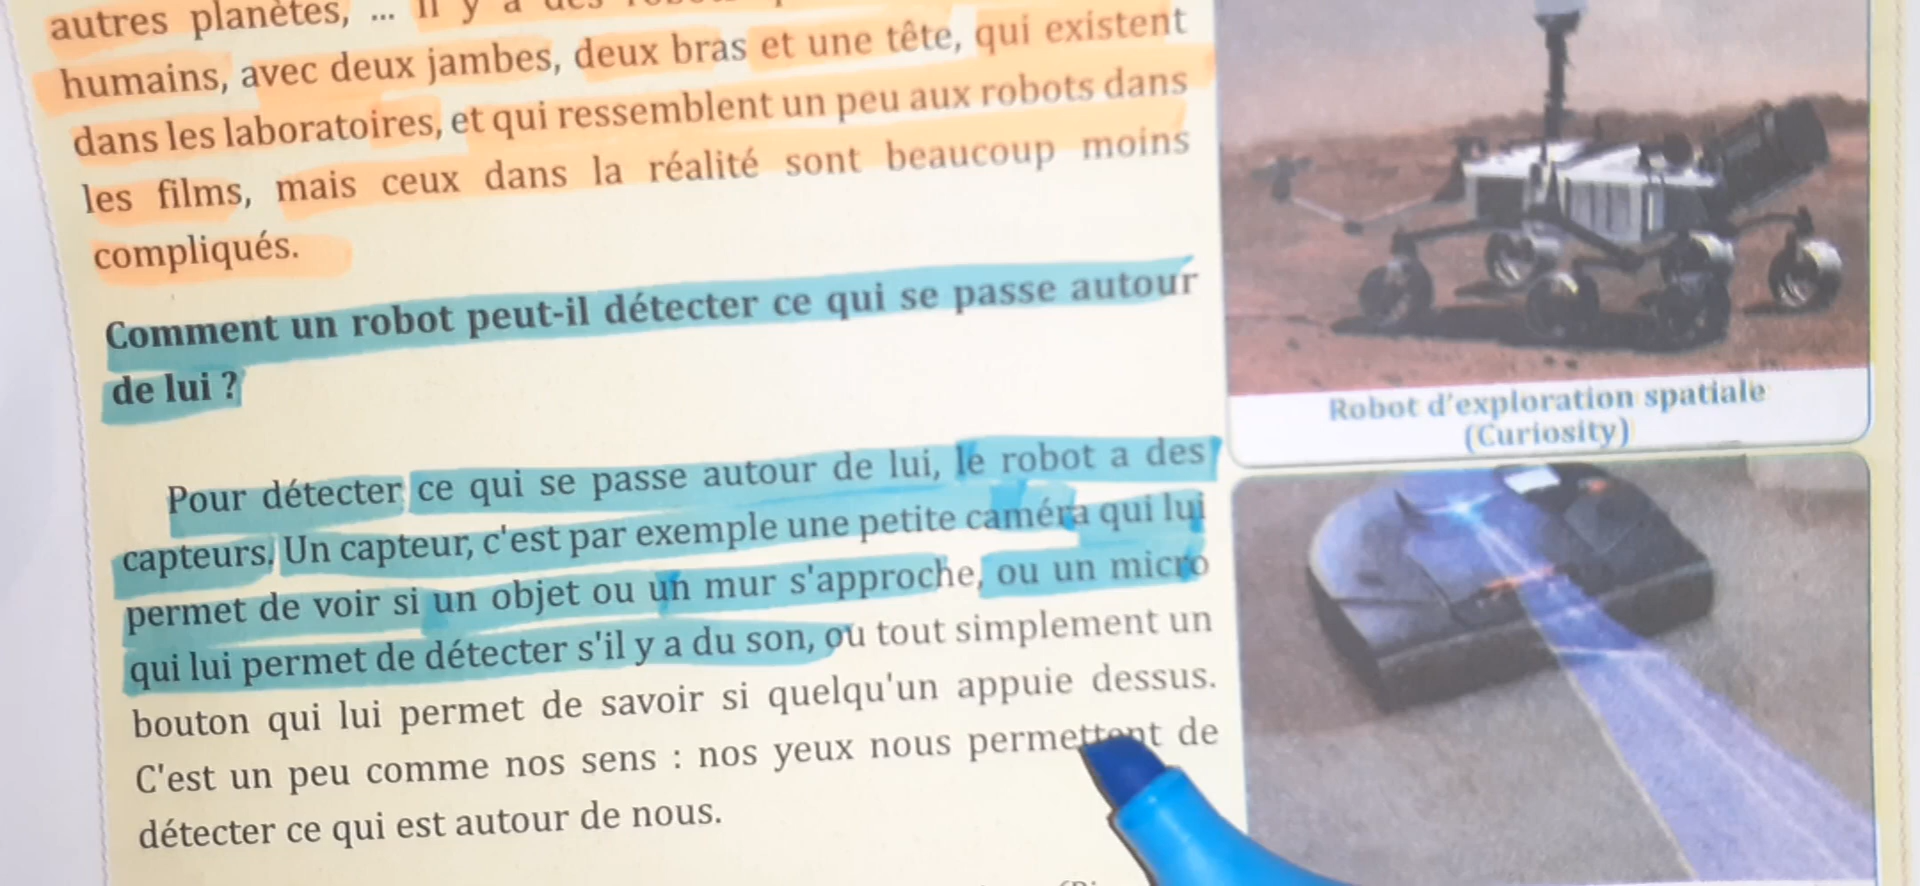 autres planètes, ... il y a des
humains, avec deux jambes, deux bras et une tête, qui existent
dans les laboratoires, et qui ressemblent un peu aux robots dans
les films, mais ceux dans la réalité sont beaucoup moins
compliqués.
Comment un robot peut-il détecter ce qui se passe autour
de lui ?
Pour détecter ce qui se passe autour de lui, le robot a des
capteurs. Un capteur, c'est par exemple une petite caméra qui lui
permet de voir si un objet ou un mur s'approche, ou un micro
qui lui permet de détecter s'il y a du son, ou tout simplement un
bouton qui lui permet de savoir si quelqu'un appuie dessus.
C'est un peu comme nos sens : nos yeux nous permettent de
détecter ce qui est autour de nous.
Robot d'exploration spatiale
(Curiosity)